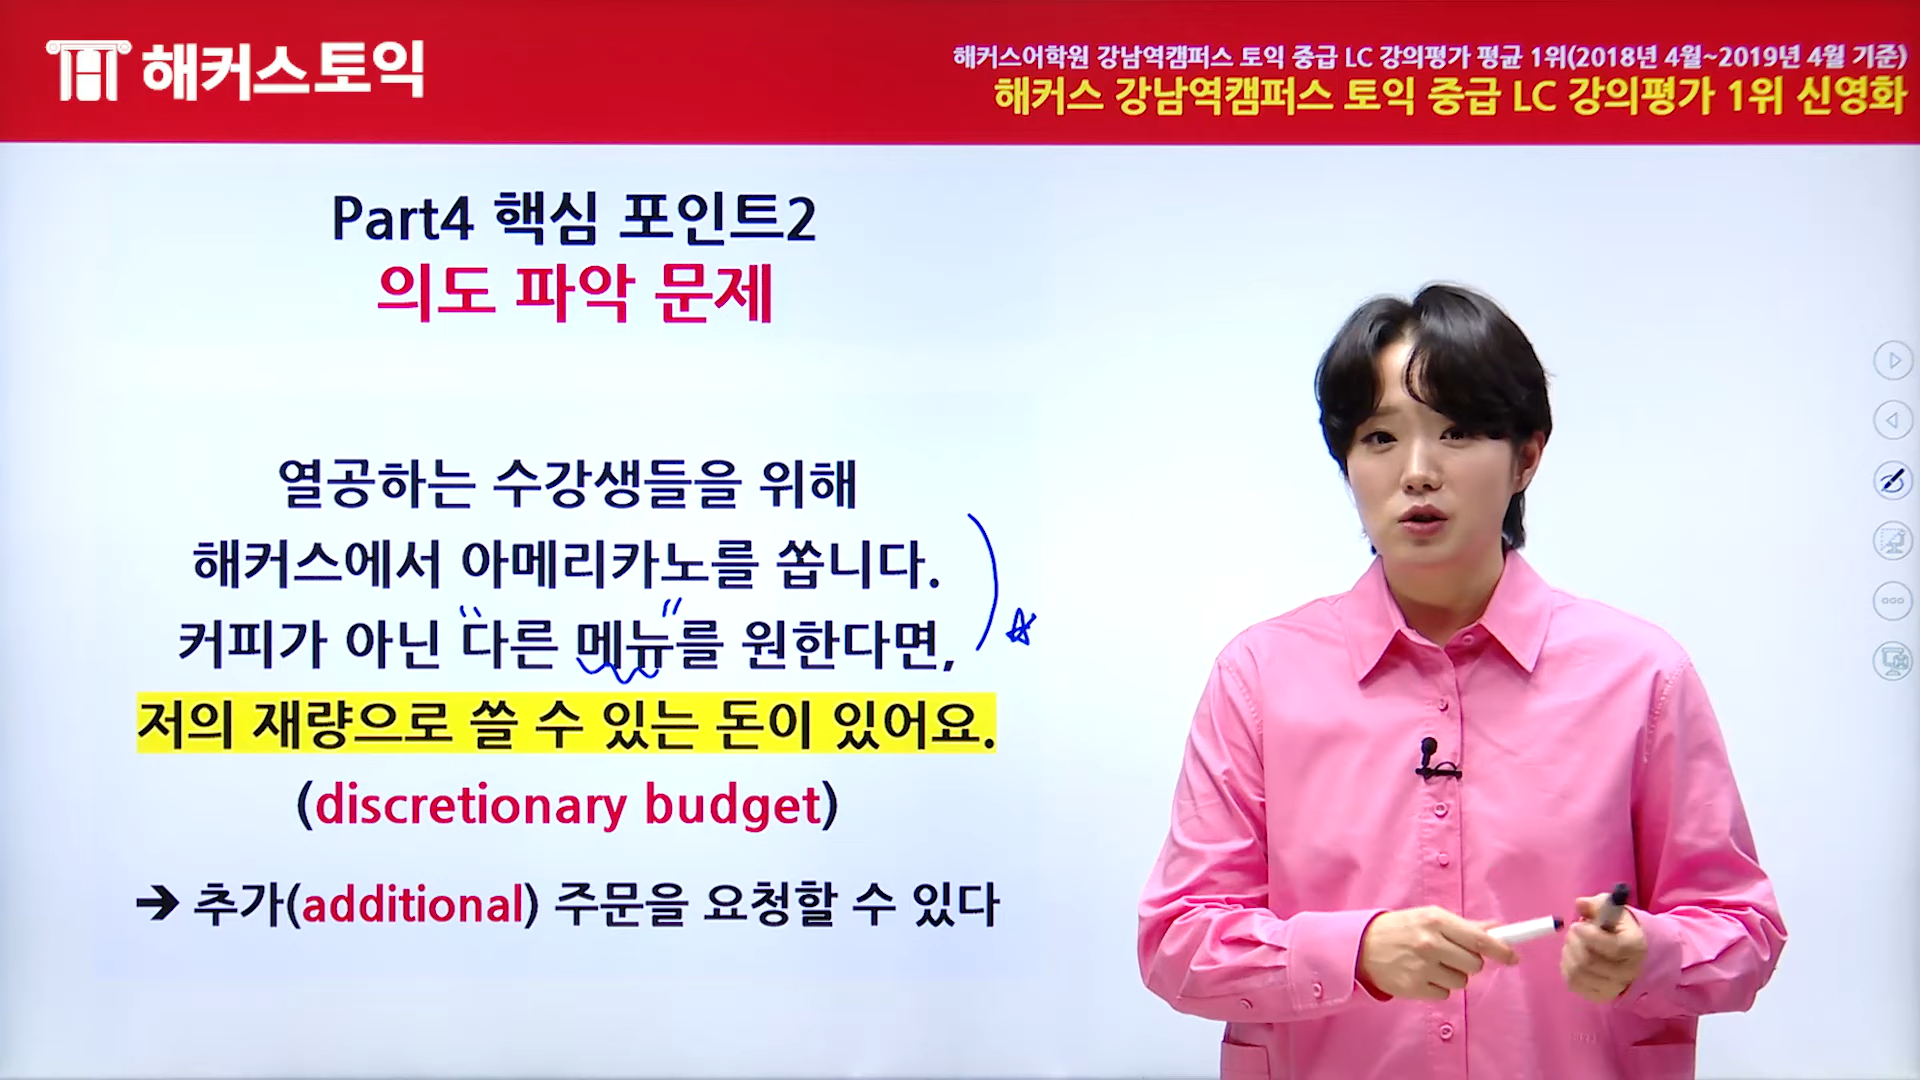 해커스토익
해커스어학원 강남역캠퍼스 토익 중급 LC 강의평가 평균 1위(2018년 4월~2019년 4월 기준)
해커스 강남역캠퍼스 토익 중급 LC 강의평가 1위 신영화
Part4 핵심 포인트2
의도 파악 문제
열공하는 수강생들을 위해
해커스에서 아메리카노를 쏩니다.
커피가 아닌 다른 메뉴를 원한다면,
저의 재량으로 쓸 수 있는 돈이 있어요.
(discretionary budget)
➔ 추가(additional) 주문을 요청할 수 있다